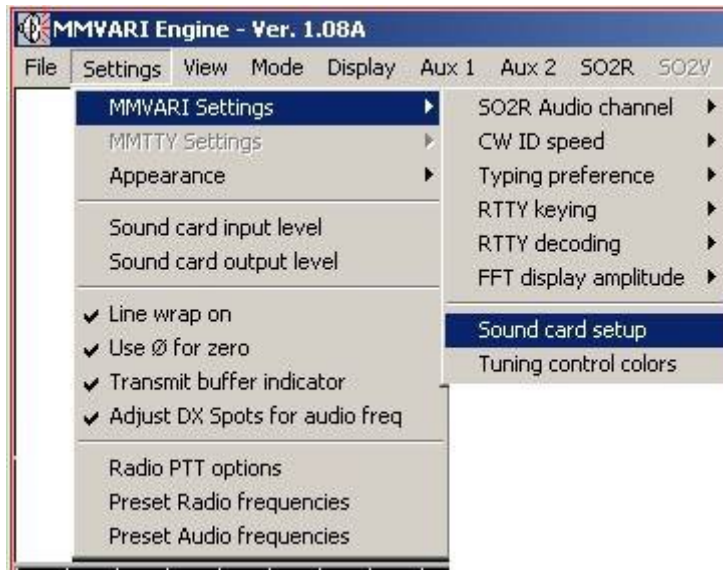 MMVARI Engine - Ver. 1.08A
File Settings View Mode Display Aux 1 Aux 2 SO2R SO2V
MMVARI Settings
MMTTY Settings
Appearance
Sound card input level
Sound card output level
Line wrap on
Use Ø for zero
Transmit buffer indicator
Adjust DX Spots for audio freq
Radio PTT options
Preset Radio frequencies
Preset Audio frequencies
SO2R Audio channel
CW ID speed
Typing preference
RTTY keying
RTTY decoding
FFT display amplitude
Sound card setup
Tuning control colors